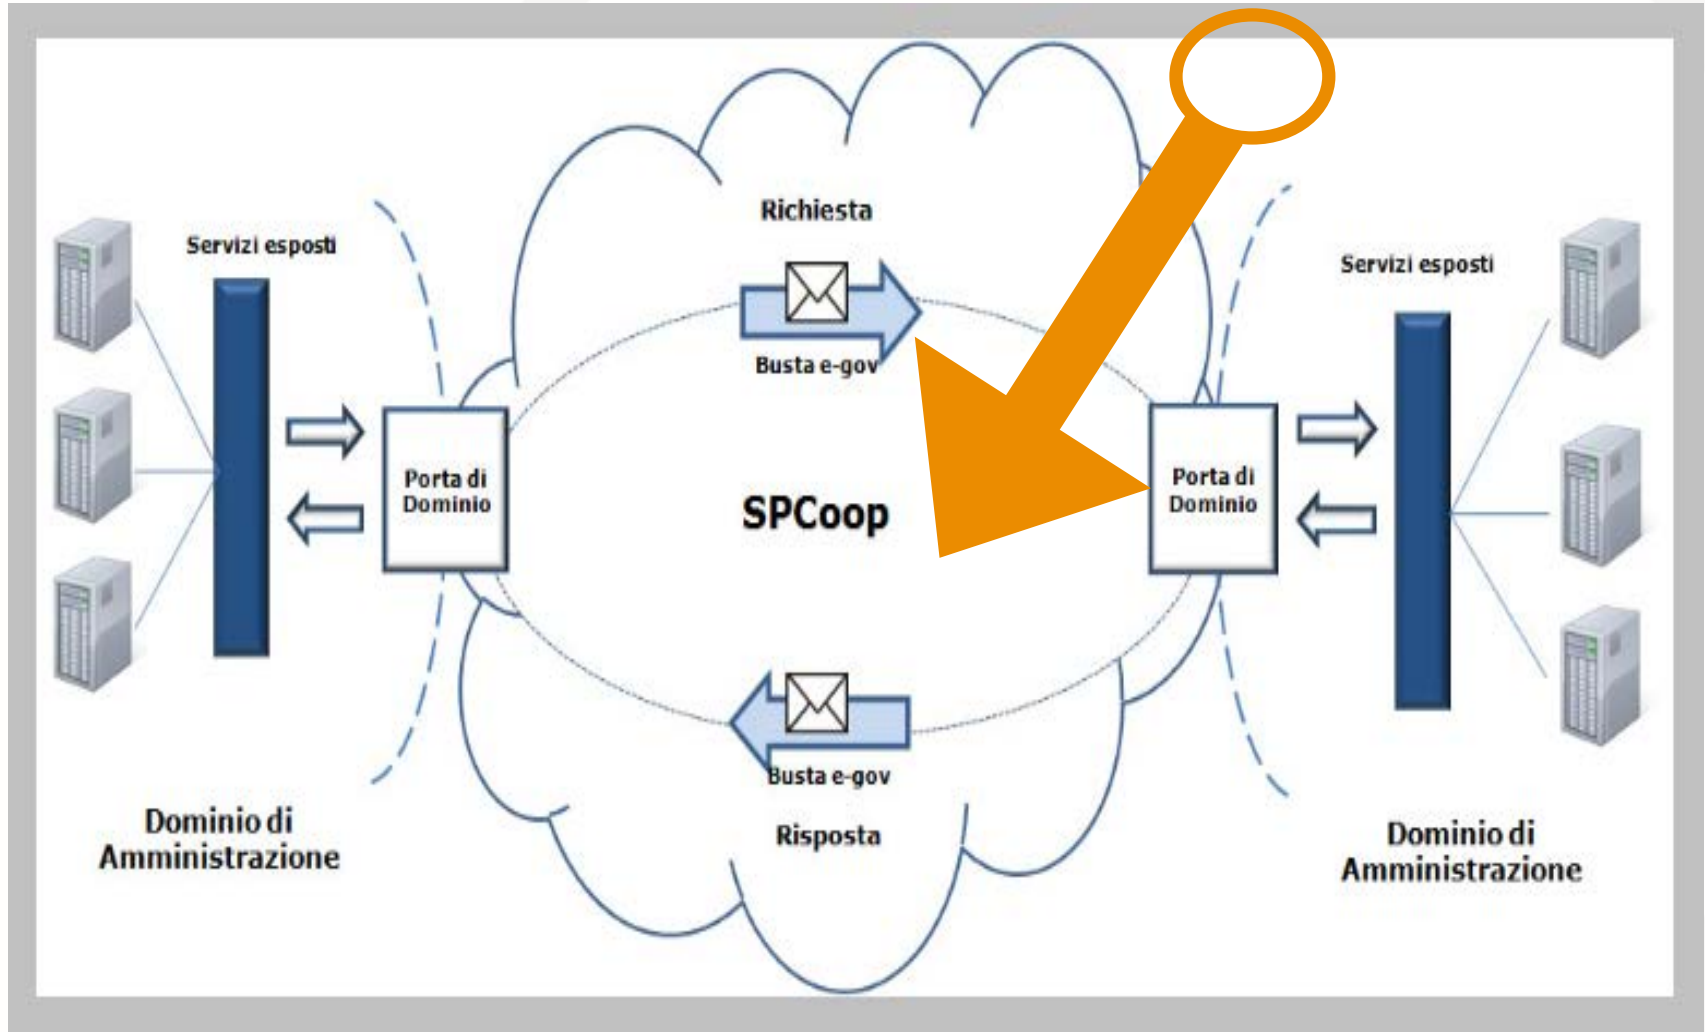 Richiesta
Servizi esposti
Servizi esposti
Busta e-gov
Porta di
Dominio
SPCoop
Porta di
Dominio
Busta e-gov
Risposta
Dominio di
Amministrazione
Dominio di
Amministrazione